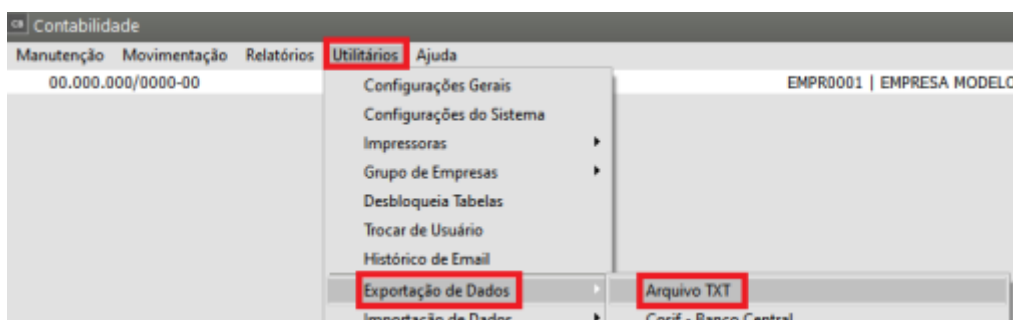 CB Contabilidade
Manutenção Movimentação Relatórios Utilitários Ajuda
00.000.000/0000-00 EMPR0001 | EMPRESA MODELO
Configurações Gerais
Configurações do Sistema
Impressoras
Grupo de Empresas
Desbloqueia Tabelas
Trocar de Usuário
Histórico de Email
Exportação de Dados Arquivo TXT
Importação de Dados Cosif - Banco Central